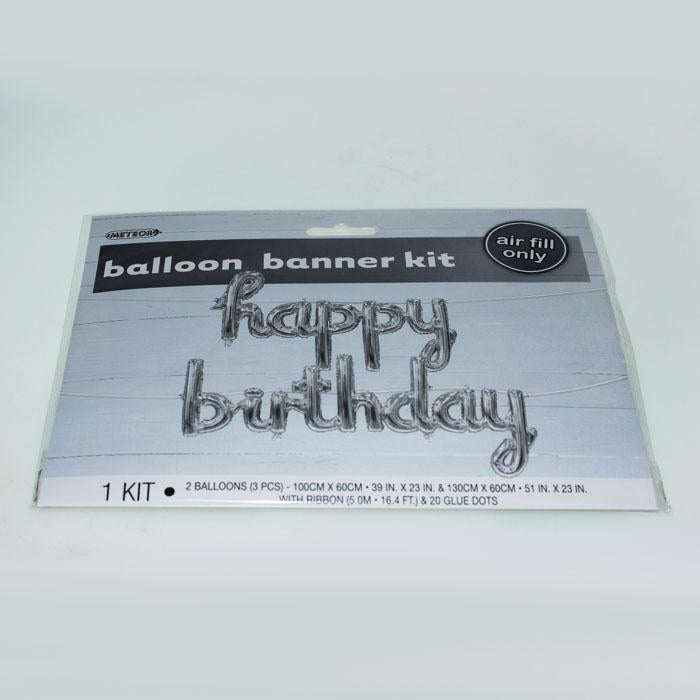 METEOR
balloon banner kit
air fill
only
happy
birthday
1 KIT • 2 BALLOONS (3 PCS) - 100CM X 60CM • 39 IN. X 23 IN. & 130CM X 60CM • 51 IN. X 23 IN.
WITH RIBBON (5.0M • 16.4 FT.) & 20 GLUE DOTS